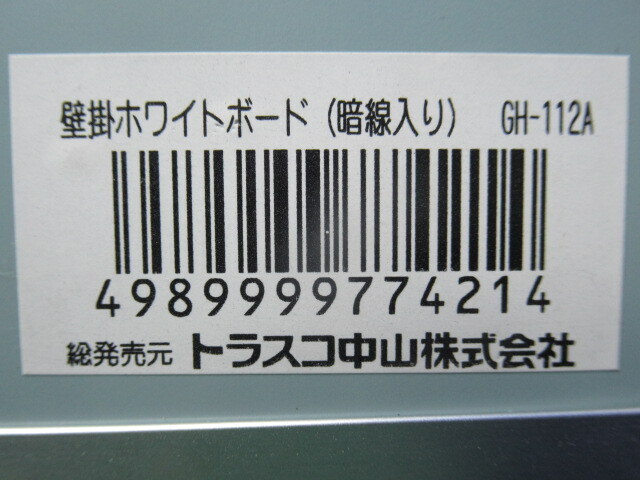 壁掛ホワイトボード（暗線入り） GH-112A
4989999774214
総発売元 トラスコ中山株式会社